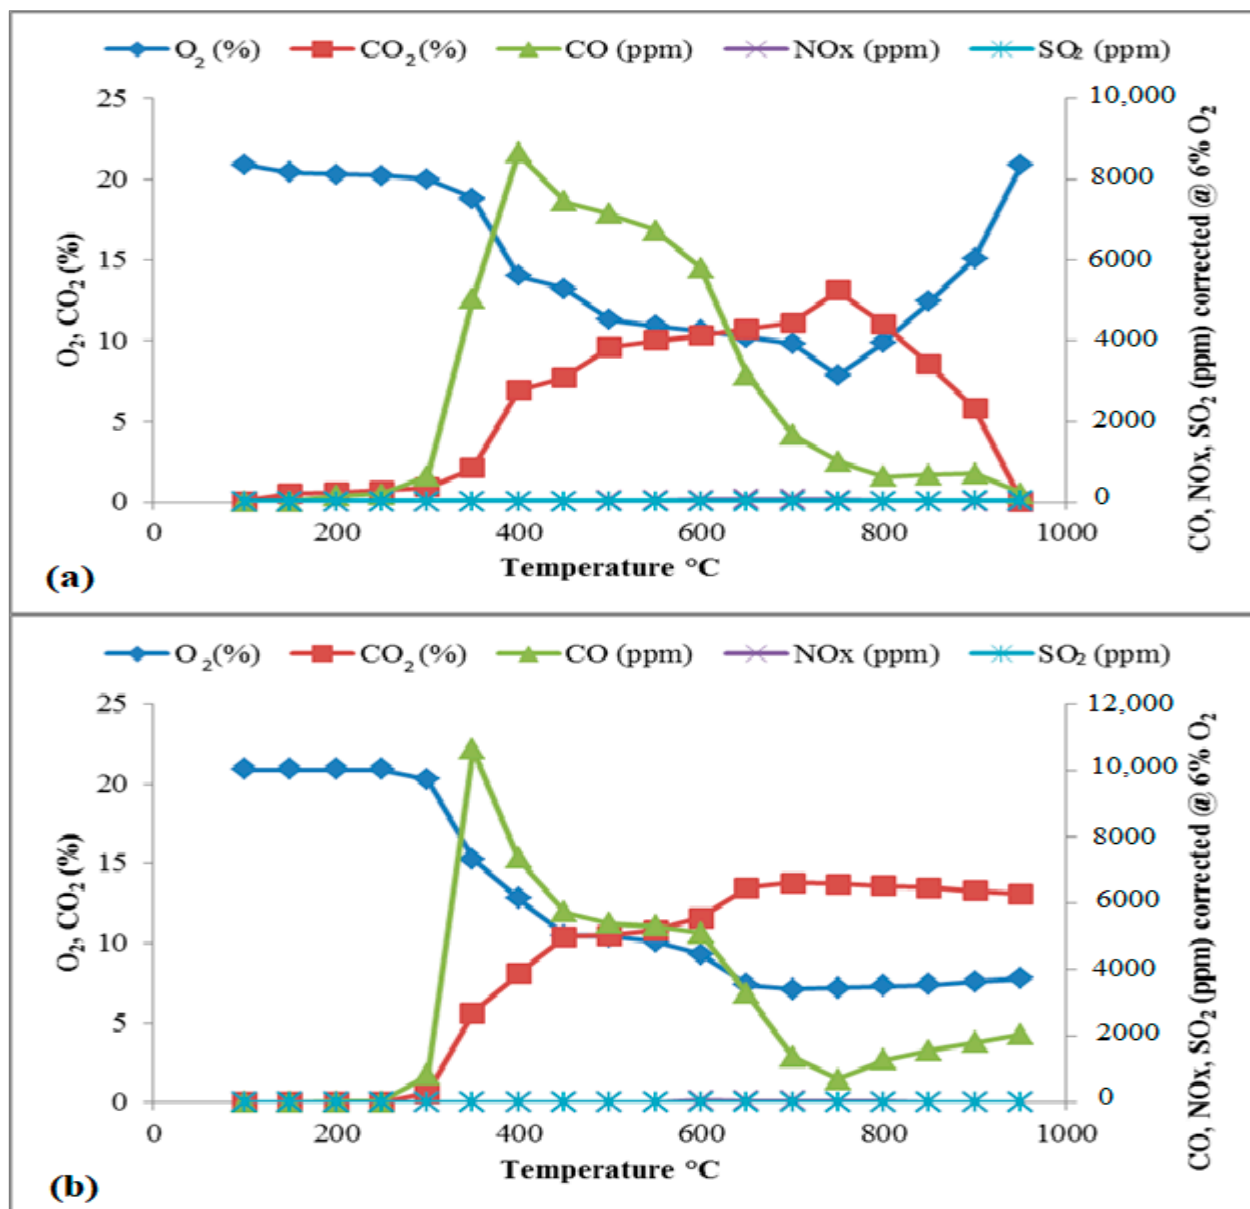 O₂ (%) CO₂(%) CO (ppm) NOx (ppm) SO₂ (ppm)
25 10,000
20 8000
15 6000
10 4000
5 2000
0 0
O₂, CO₂ (%)
CO, NOx, SO₂ (ppm) corrected @ 6% O₂
0 200 400 600 800 1000
Temperature °C
(a)
O₂(%) CO₂(%) CO (ppm) NOx (ppm) SO₂ (ppm)
25 12,000
20 10,000
15 8000
10 6000
5 4000
0 2000
0
O₂, CO₂ (%)
CO, NOx, SO₂ (ppm) corrected @ 6% O₂
0 200 400 600 800 1000
Temperature °C
(b)